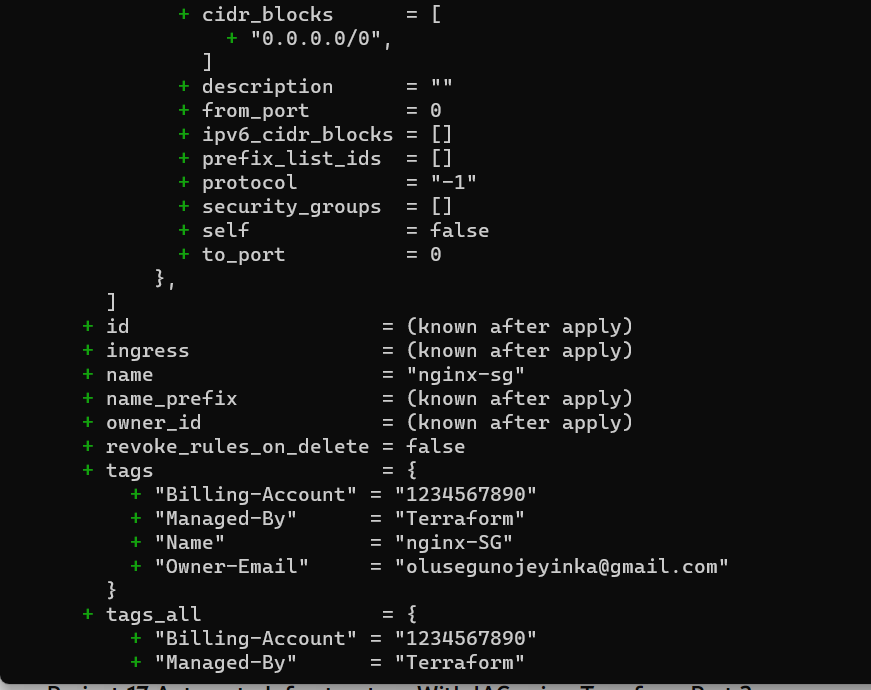 + cidr_blocks      = [
+ "0.0.0.0/0",
]
+ description      = ""
+ from_port        = 0
+ ipv6_cidr_blocks = []
+ prefix_list_ids  = []
+ protocol         = "-1"
+ security_groups  = []
+ self             = false
+ to_port          = 0
},
]
+ id                     = (known after apply)
+ ingress                = (known after apply)
+ name                   = "nginx-sg"
+ name_prefix            = (known after apply)
+ owner_id               = (known after apply)
+ revoke_rules_on_delete = false
+ tags                   = {
+ "Billing-Account" = "1234567890"
+ "Managed-By"      = "Terraform"
+ "Name"            = "nginx-SG"
+ "Owner-Email"     = "olusegunojeyinka@gmail.com"
}
+ tags_all               = {
+ "Billing-Account" = "1234567890"
+ "Managed-By"      = "Terraform"